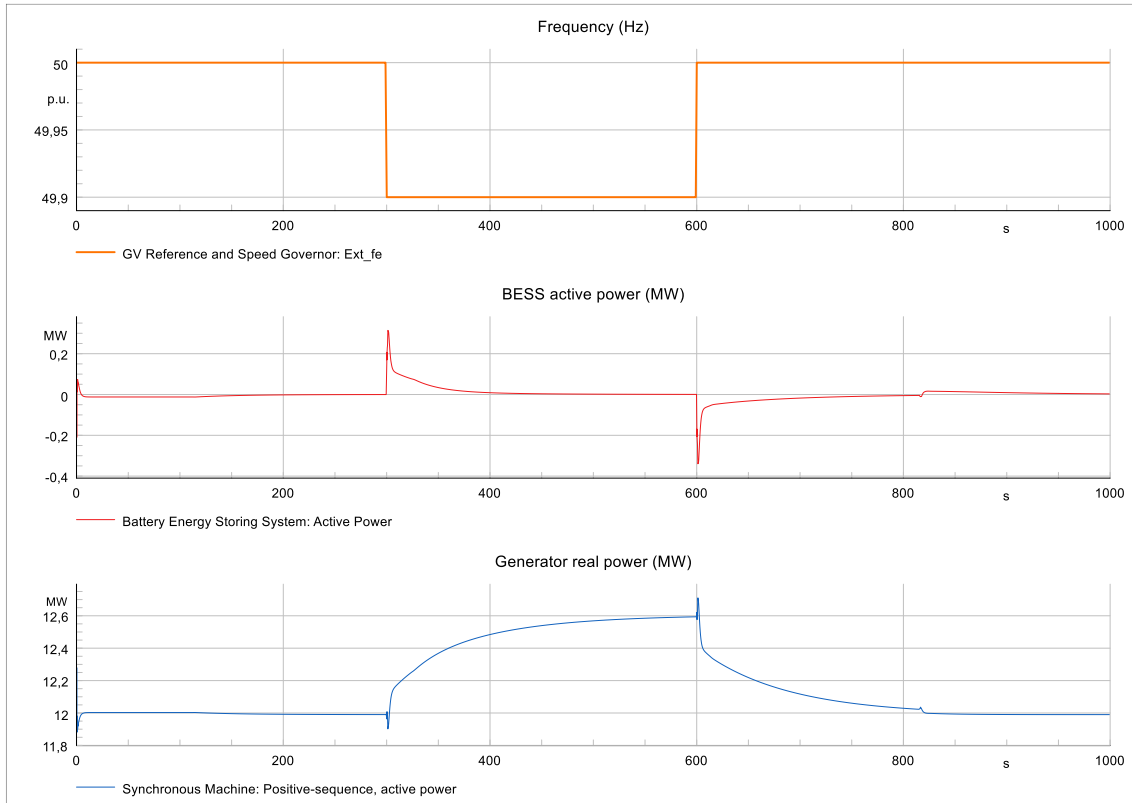 Frequency (Hz)
50
p.u.
49,95
49,9
0 200 400 600 800 s 1000
GV Reference and Speed Governor: Ext_fe
BESS active power (MW)
MW
0,2
0
-0,2
-0,4
0 200 400 600 800 s 1000
Battery Energy Storing System: Active Power
Generator real power (MW)
MW
12,6
12,4
12,2
12
11,8
0 200 400 600 800 s 1000
Synchronous Machine: Positive-sequence, active power